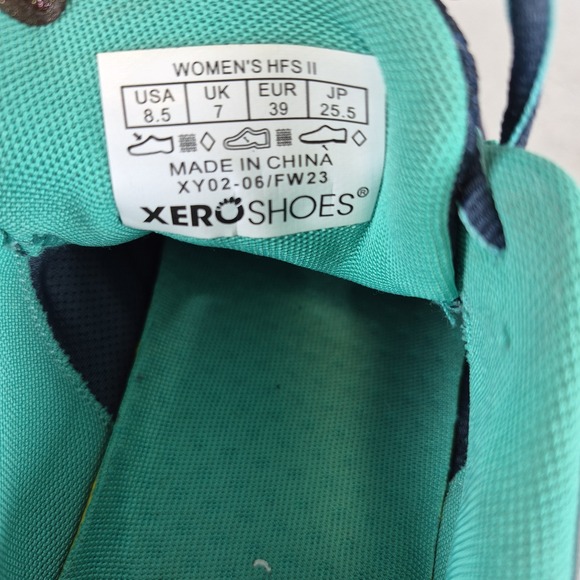 WOMEN'S HFS II
USA UK EUR JP
8.5 7 39 25.5
MADE IN CHINA
XY02-06/FW23
XEROSHOES®